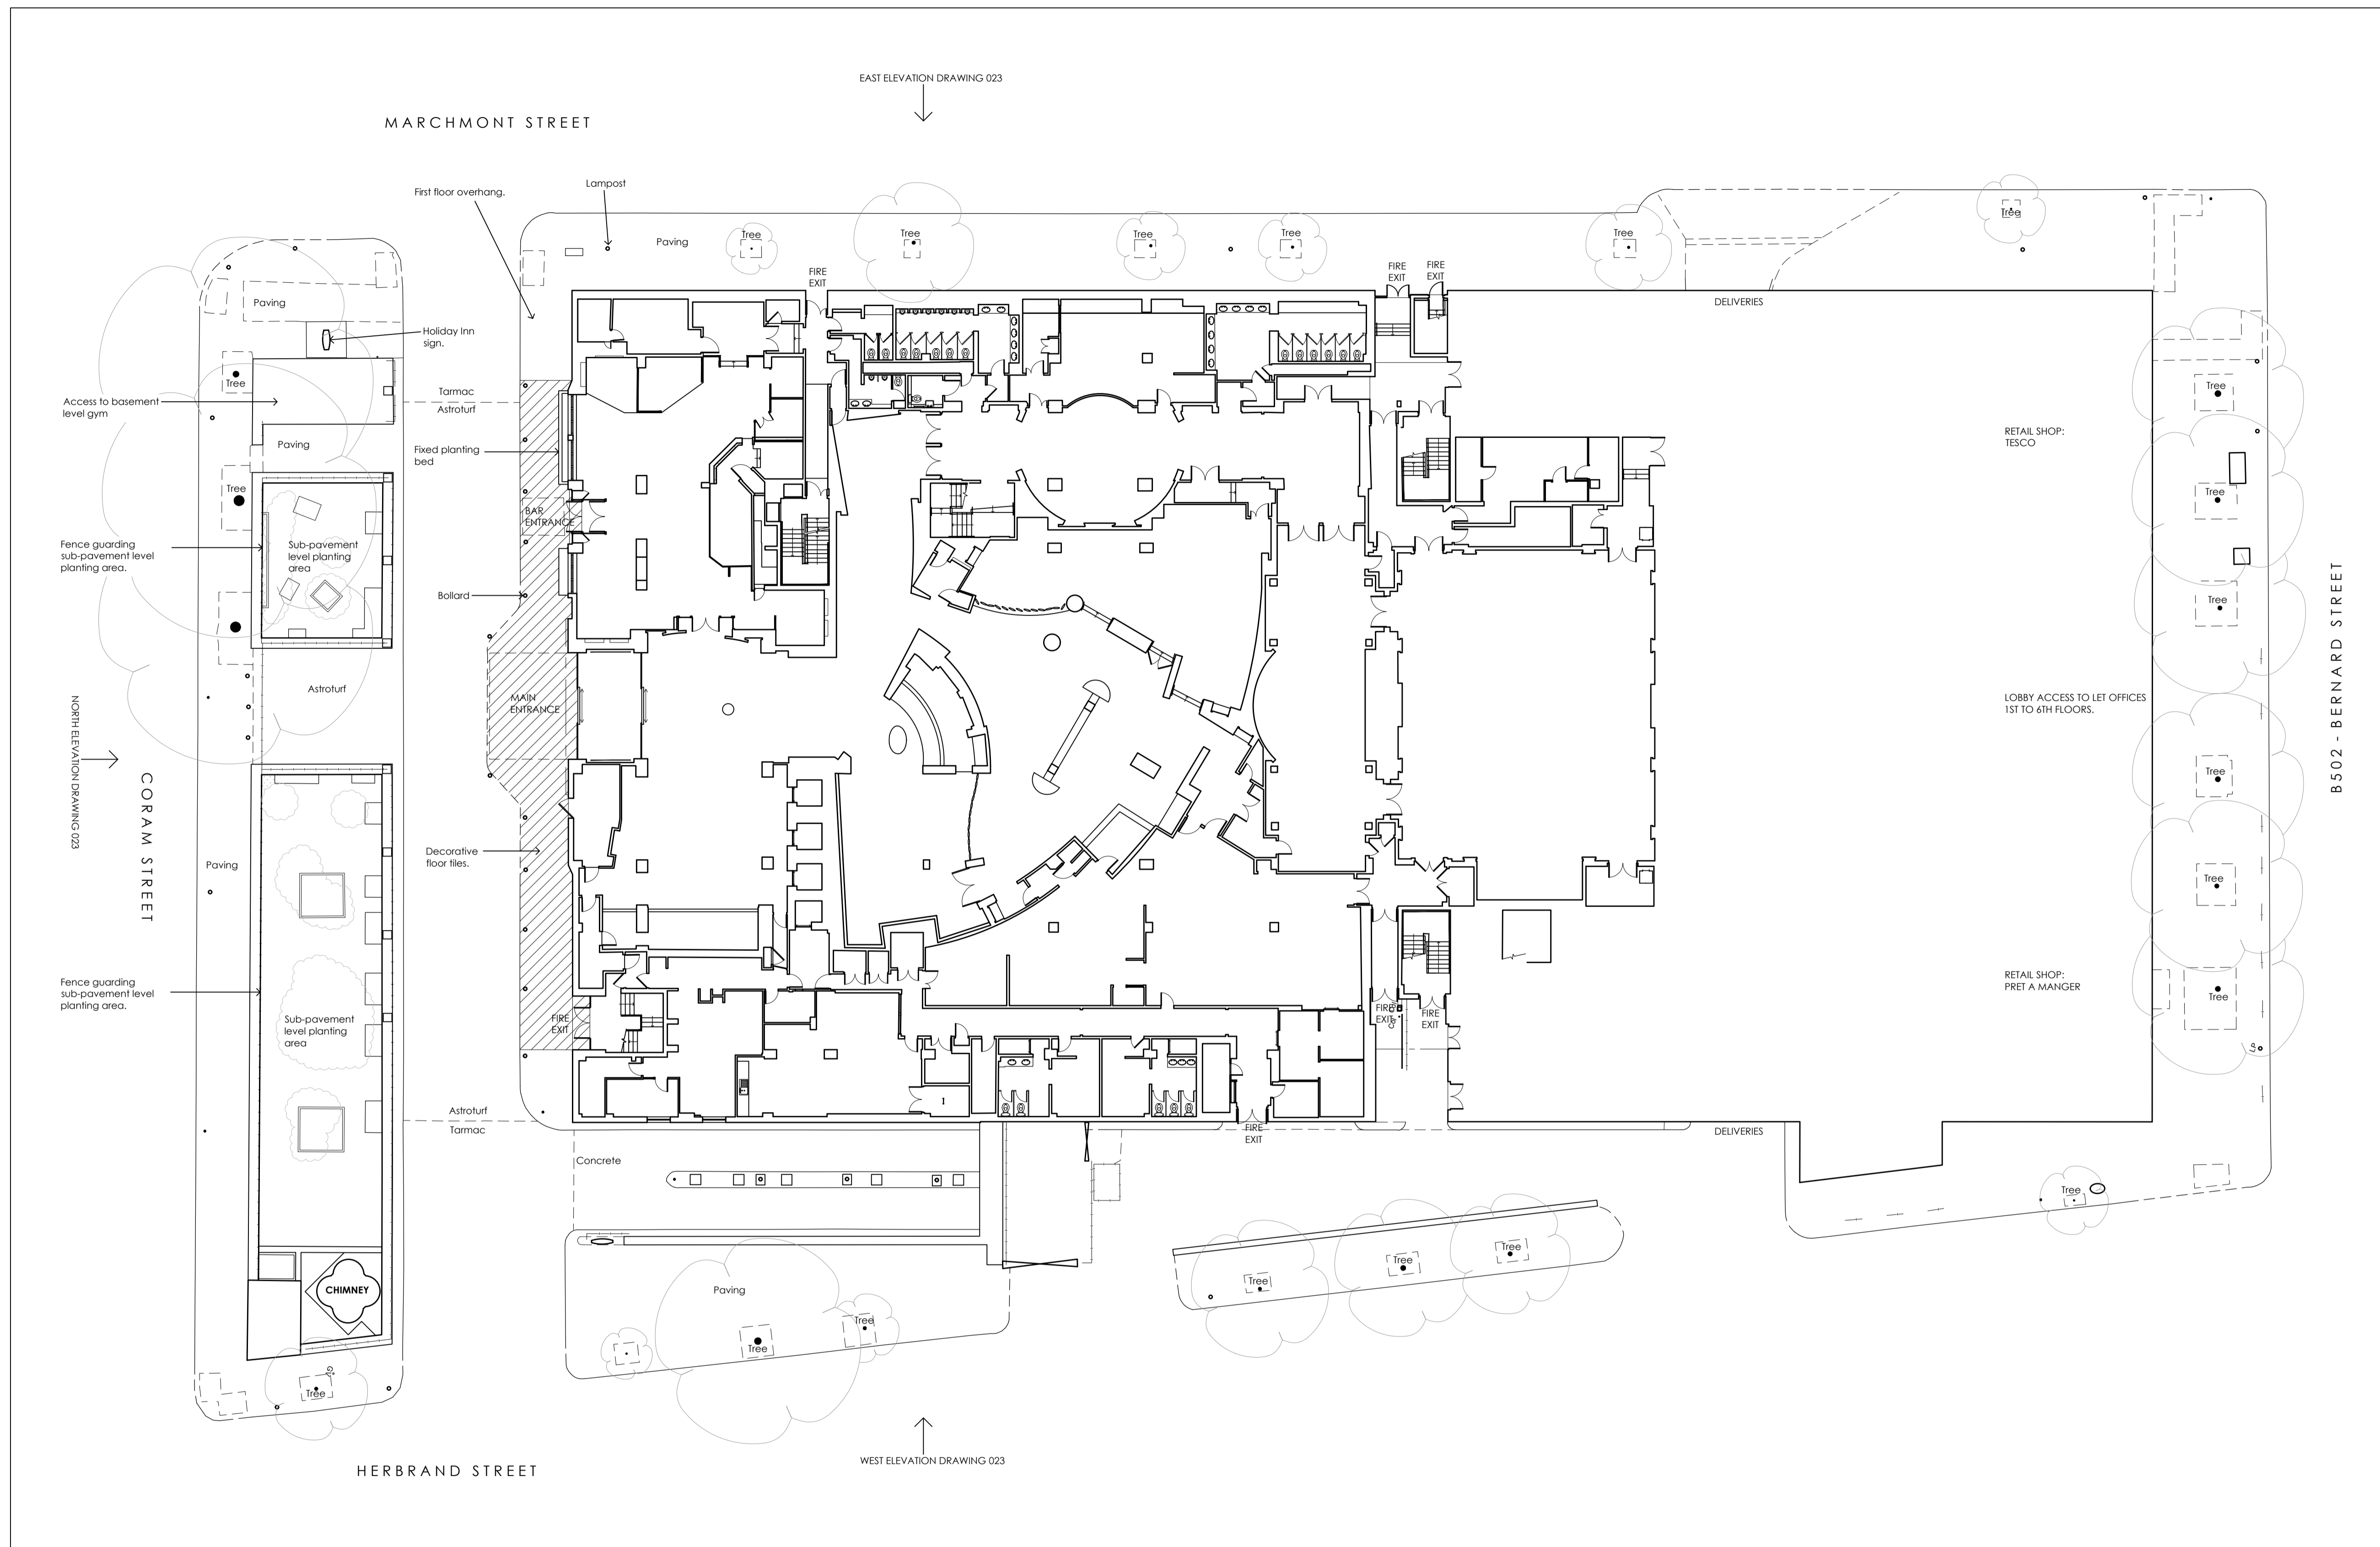 EAST ELEVATION DRAWING 023
MARCHMONT STREET
Lampost
First floor overhang.
Paving
Tree
Tree
Tree
Tree
Tree
Tree
FIRE
EXIT
FIRE
EXIT
FIRE
EXIT
DELIVERIES
Paving
Holiday Inn
sign.
Tree
Access to basement
level gym
Tarmac
Astroturf
Paving
Fixed planting
bed
Tree
BAR
ENTRANCE
Fence guarding
sub-pavement level
planting area.
Sub-pavement
level planting
area
Bollard
Astroturf
MAIN
ENTRANCE
NORTH ELEVATION DRAWING 023
CORAM STREET
Paving
Decorative
floor tiles.
Fence guarding
sub-pavement level
planting area.
Sub-pavement
level planting
area
FIRE
EXIT
Astroturf
Tarmac
RETAIL SHOP:
TESCO
LOBBY ACCESS TO LET OFFICES
1ST TO 6TH FLOORS.
RETAIL SHOP:
PRET A MANGER
Tree
Tree
Tree
Tree
Tree
Tree
B502 - BERNARD STREET
FIRE
EXIT
FIRE
EXIT
FIRE
EXIT
DELIVERIES
Concrete
Tree
CHIMNEY
Paving
Tree
Tree
Tree
Tree
Tree
Tree
WEST ELEVATION DRAWING 023
HERBRAND STREET